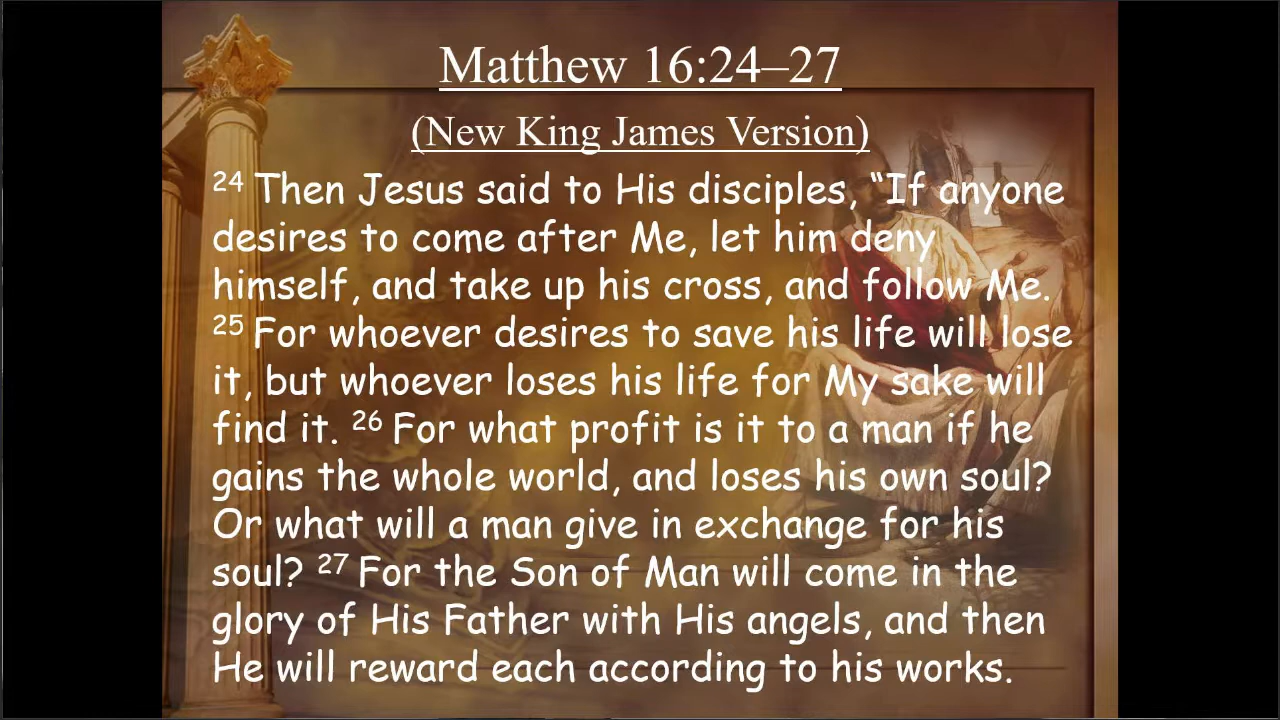 Matthew 16:24–27
(New King James Version)
24 Then Jesus said to His disciples, “If anyone
desires to come after Me, let him deny
himself, and take up his cross, and follow Me.
25 For whoever desires to save his life will lose
it, but whoever loses his life for My sake will
find it. 26 For what profit is it to a man if he
gains the whole world, and loses his own soul?
Or what will a man give in exchange for his
soul? 27 For the Son of Man will come in the
glory of His Father with His angels, and then
He will reward each according to his works.